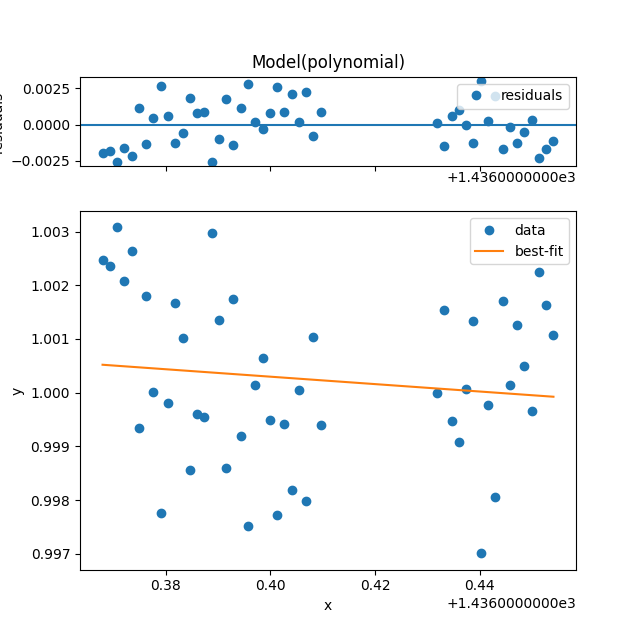 Model(polynomial)
0.0025
0.0000
−0.0025
residuals
+1.4360000000e3
1.003
1.002
1.001
1.000
0.999
0.998
0.997
y
data
best-fit
0.38
0.40
0.42
0.44
x
+1.4360000000e3